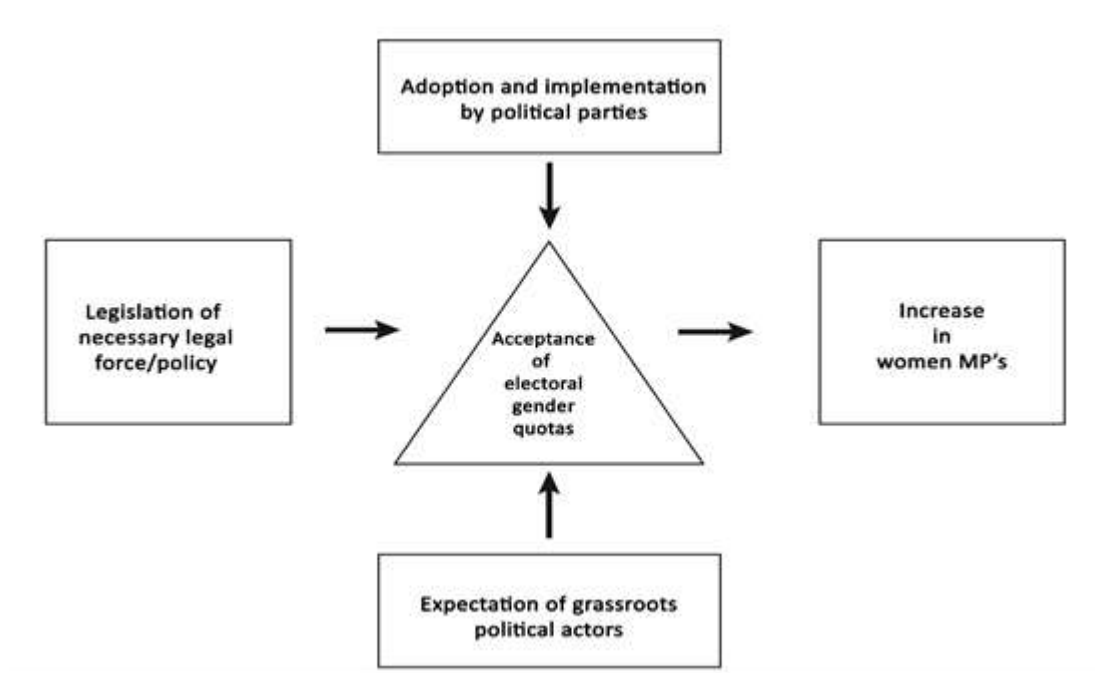 Adoption and implementation
by political parties
Legislation of
necessary legal
force/policy
Acceptance
of
electoral
gender
quotas
Increase
in
women MP's
Expectation of grassroots
political actors